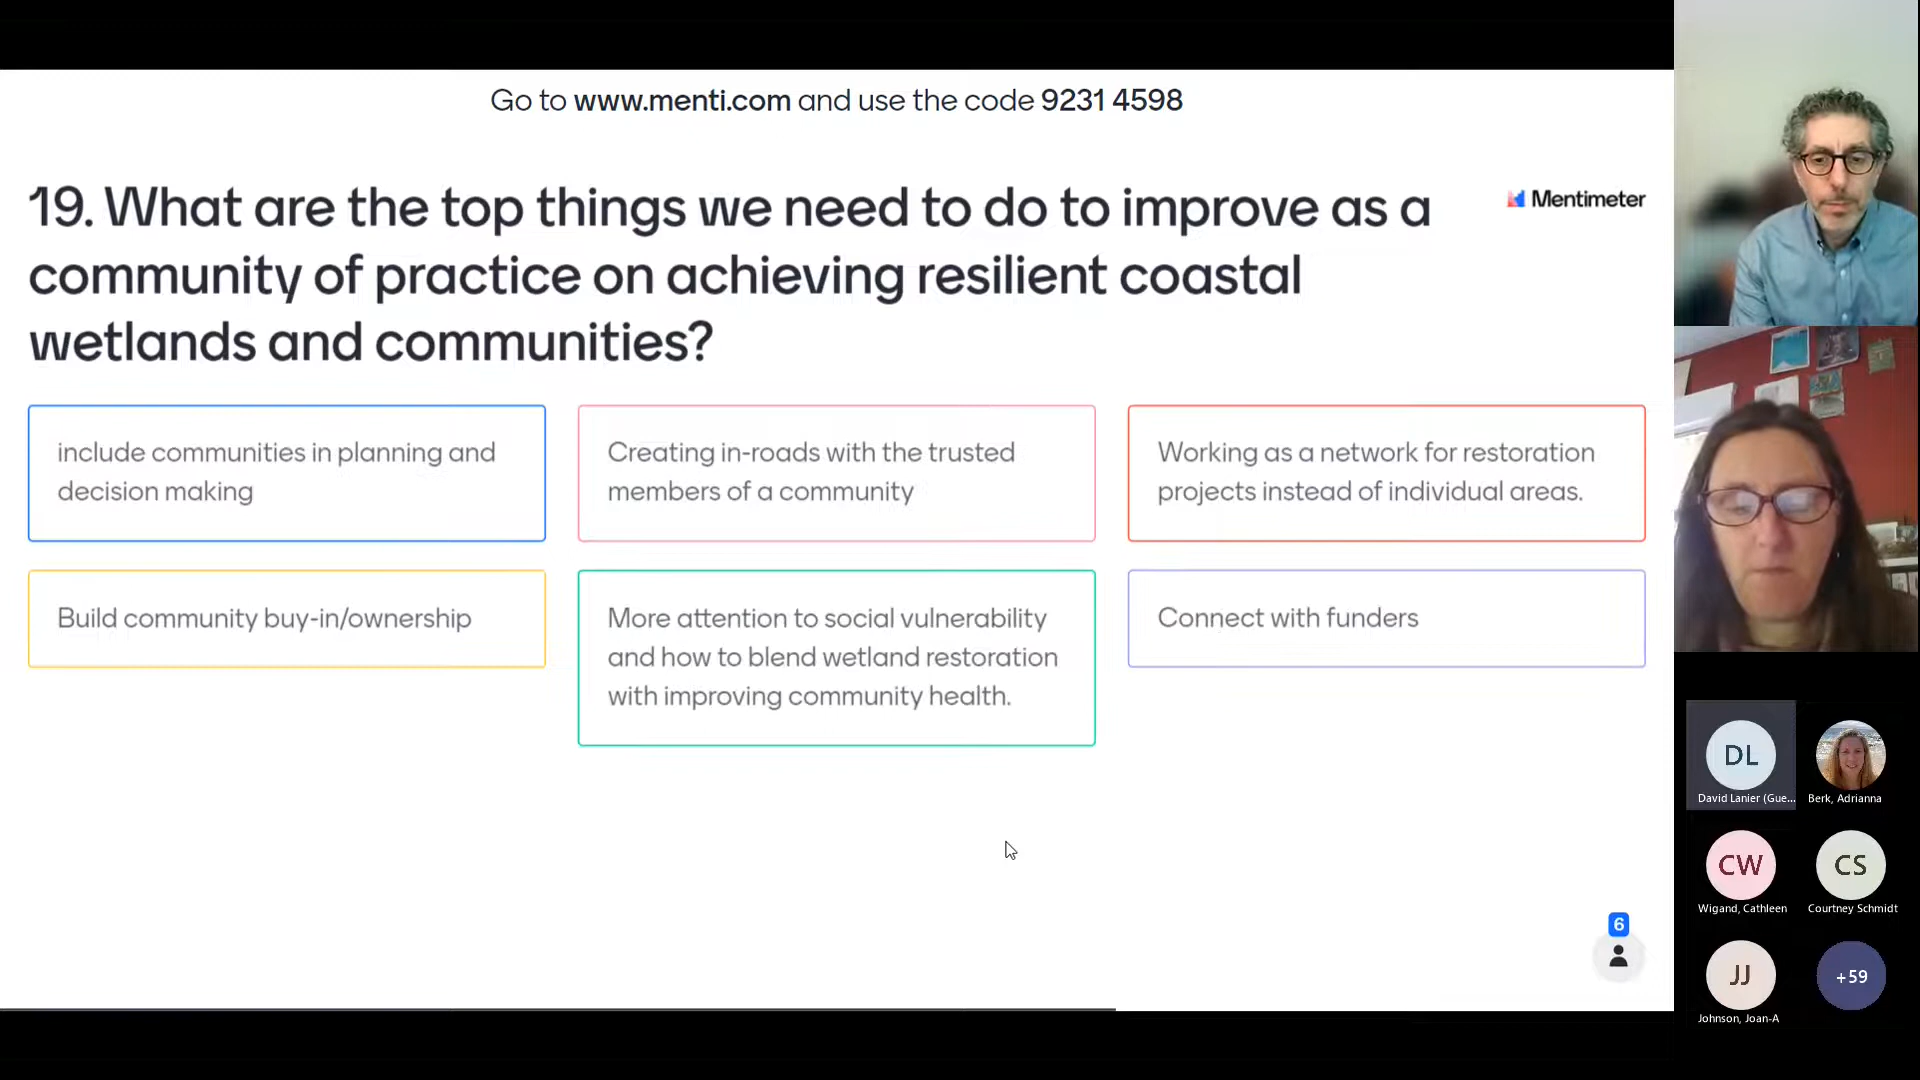 Go to www.menti.com and use the code 9231 4598
19. What are the top things we need to do to improve as a
community of practice on achieving resilient coastal
wetlands and communities?
Mentimeter
include communities in planning and
decision making
Creating in-roads with the trusted
members of a community
Working as a network for restoration
projects instead of individual areas.
Build community buy-in/ownership
More attention to social vulnerability
and how to blend wetland restoration
with improving community health.
Connect with funders
6
DL
David Lanier (Gue...
Berk, Adrianna
CW
Wigand, Cathleen
CS
Courtney Schmidt
JJ
Johnson, Joan-A
+59